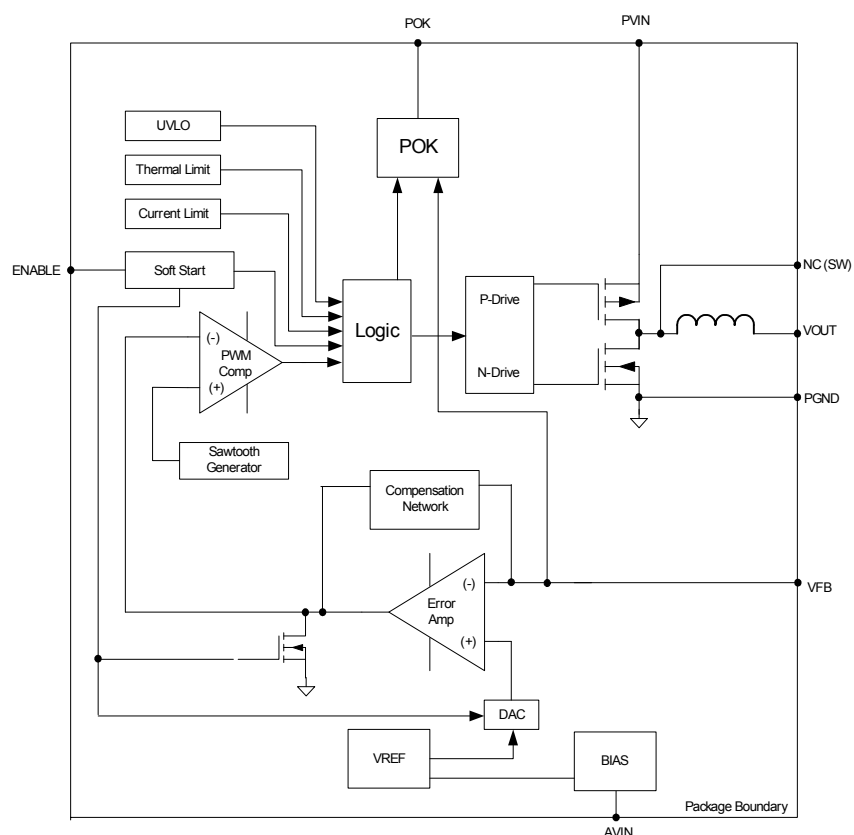 POK
PVIN
UVLO
POK
Thermal Limit
Current Limit
ENABLE
Soft Start
NC (SW)
P-Drive
Logic
VOUT
(-)
PWM
Comp
(+)
N-Drive
PGND
Sawtooth
Generator
Compensation
Network
(-)
VFB
Error
Amp
(+)
DAC
VREF
BIAS
Package Boundary
AVIN